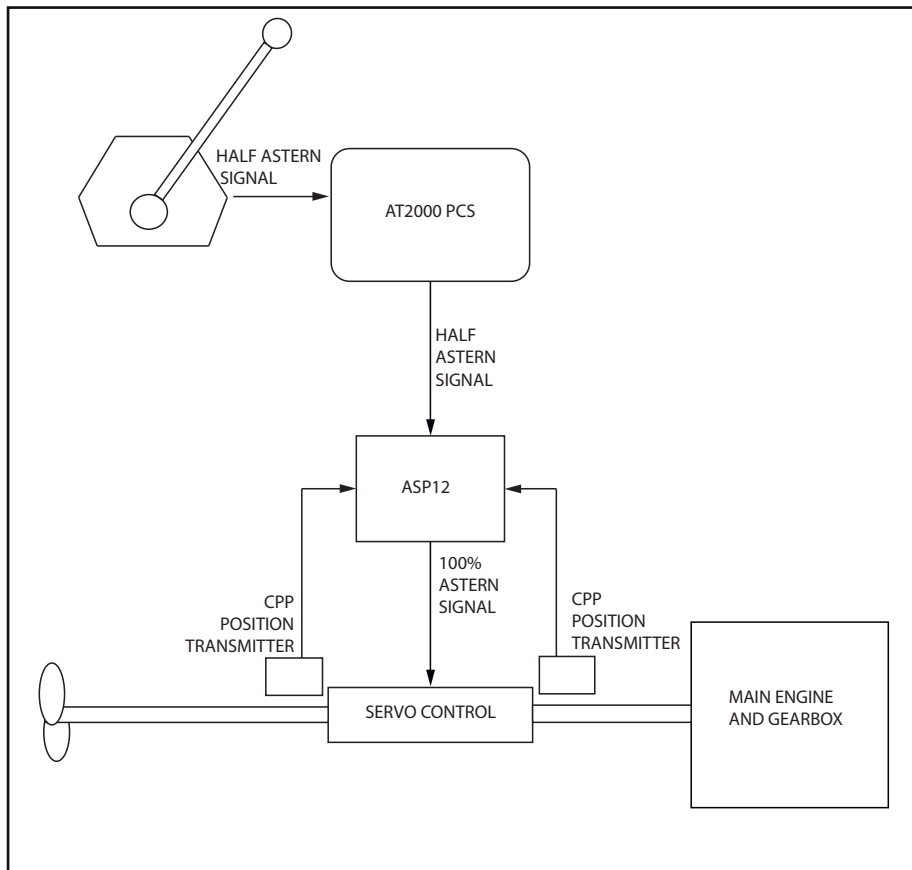 HALF ASTERN
SIGNAL
AT2000 PCS
HALF
ASTERN
SIGNAL
ASP12
100%
ASTERN
SIGNAL
CPP
POSITION
TRANSMITTER
CPP
POSITION
TRANSMITTER
SERVO CONTROL
MAIN ENGINE
AND GEARBOX